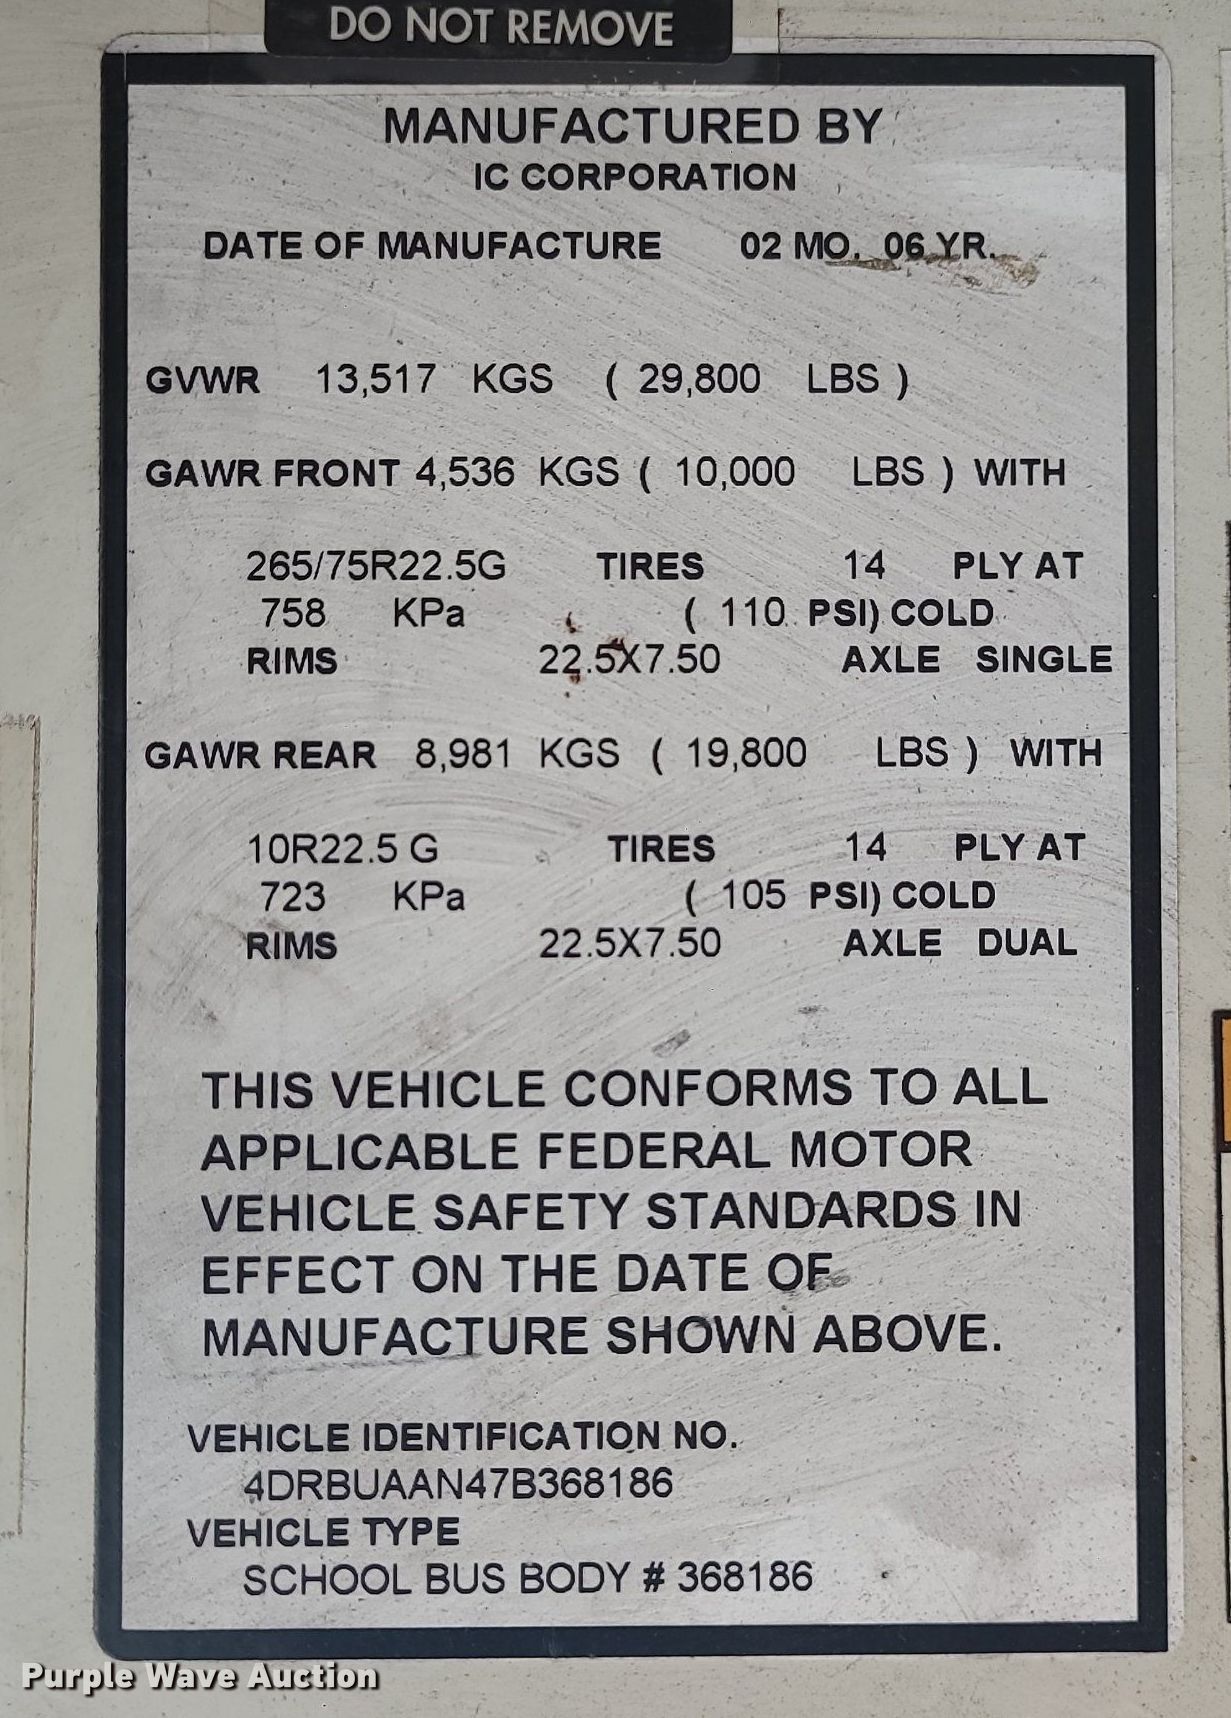 DO NOT REMOVE
MANUFACTURED BY
IC CORPORATION
DATE OF MANUFACTURE 02 MO. 06 YR.
GVWR 13,517 KGS ( 29,800 LBS )
GAWR FRONT 4,536 KGS ( 10,000 LBS ) WITH
265/75R22.5G TIRES 14 PLY AT
758 KPa ( 110 PSI) COLD
RIMS 22.5X7.50 AXLE SINGLE
GAWR REAR 8,981 KGS ( 19,800 LBS ) WITH
10R22.5 G TIRES 14 PLY AT
723 KPa ( 105 PSI) COLD
RIMS 22.5X7.50 AXLE DUAL
THIS VEHICLE CONFORMS TO ALL
APPLICABLE FEDERAL MOTOR
VEHICLE SAFETY STANDARDS IN
EFFECT ON THE DATE OF
MANUFACTURE SHOWN ABOVE.
VEHICLE IDENTIFICATION NO.
4DRBUAAN47B368186
VEHICLE TYPE
SCHOOL BUS BODY # 368186
Purple Wave Auction